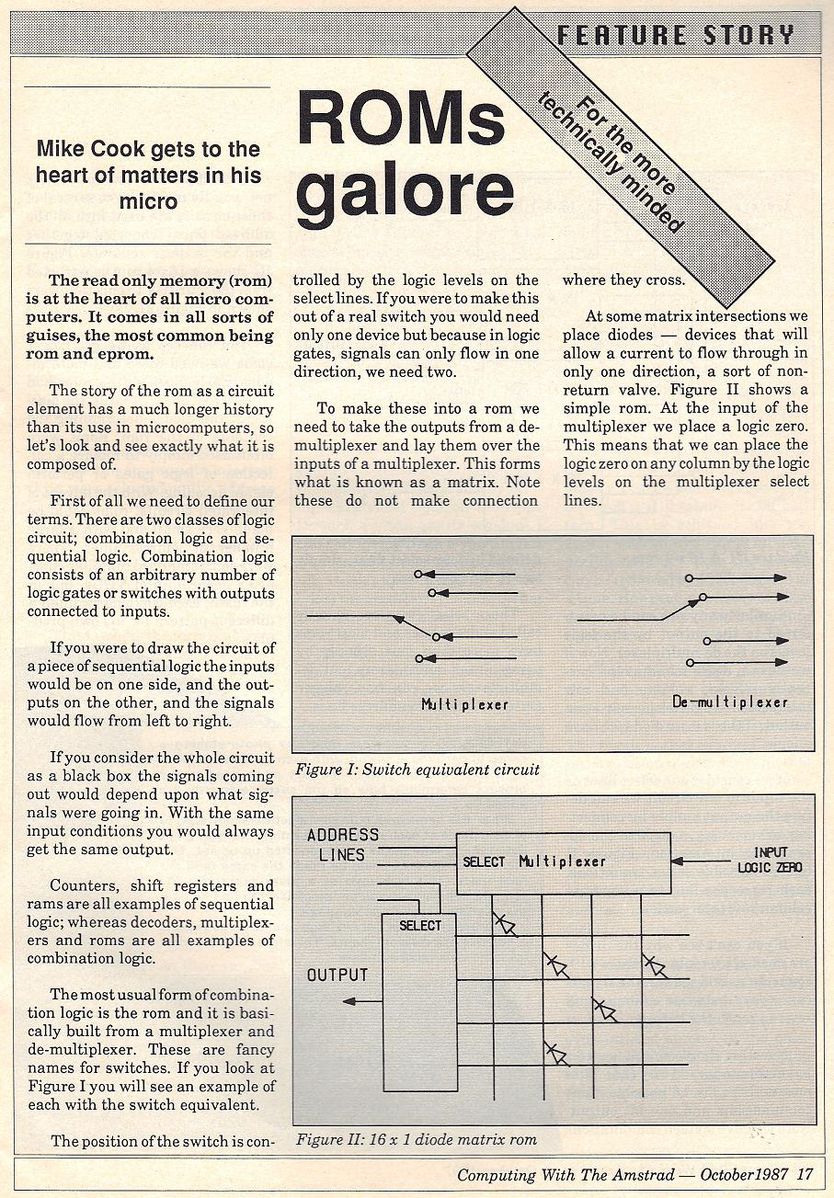 FEATURE STORY
For the more
technically minded
Mike Cook gets to the
heart of matters in his
micro
ROMs
galore
The read only memory (rom)
is at the heart of all micro com-
puters. It comes in all sorts of
guises, the most common being
rom and eprom.
The story of the rom as a circuit
element has a much longer history
than its use in microcomputers, so
let's look and see exactly what it is
composed of.
First of all we need to define our
terms. There are two classes of logic
circuit; combination logic and se-
quential logic. Combination logic
consists of an arbitrary number of
logic gates or switches with outputs
connected to inputs.
If you were to draw the circuit of
a piece of sequential logic the inputs
would be on one side, and the out-
puts on the other, and the signals
would flow from left to right.
If you consider the whole circuit
as a black box the signals coming
out would depend upon what sig-
nals were going in. With the same
input conditions you would always
get the same output.
Counters, shift registers and
rams are all examples of sequential
logic; whereas decoders, multiplex-
ers and roms are all examples of
combination logic.
The most usual form of combina-
tion logic is the rom and it is basi-
cally built from a multiplexer and
de-multiplexer. These are fancy
names for switches. If you look at
Figure I you will see an example of
each with the switch equivalent.
The position of the switch is con-
trolled by the logic levels on the
select lines. If you were to make this
out of a real switch you would need
only one device but because in logic
gates, signals can only flow in one
direction, we need two.
To make these into a rom we
need to take the outputs from a de-
multiplexer and lay them over the
inputs of a multiplexer. This forms
what is known as a matrix. Note
these do not make connection
where they cross.
At some matrix intersections we
place diodes — devices that will
allow a current to flow through in
only one direction, a sort of non-
return valve. Figure II shows a
simple rom. At the input of the
multiplexer we place a logic zero.
This means that we can place the
logic zero on any column by the logic
levels on the multiplexer select
lines.
Multiplexer
De-multiplexer
Figure I: Switch equivalent circuit
ADDRESS
LINES
SELECT Multiplexer
INPUT
LOGIC ZERO
SELECT
OUTPUT
Figure II: 16 x 1 diode matrix rom
Computing With The Amstrad — October1987 17